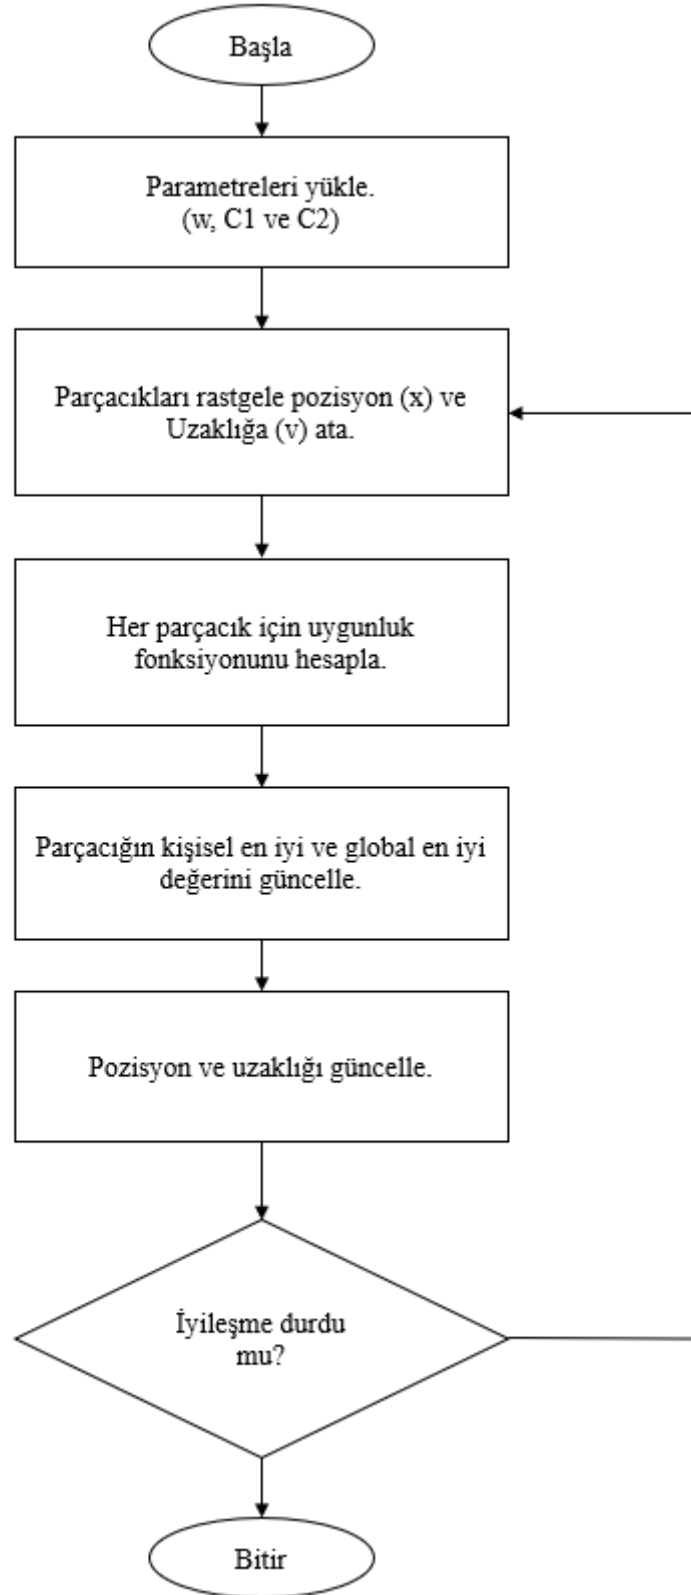 Başla
Parametreleri yükle.
(w, C1 ve C2)
Parçacıkları rastgele pozisyon (x) ve
Uzaklığa (v) ata.
Her parçacık için uygunluk
fonksiyonunu hesapla.
Parçacığın kişisel en iyi ve global en iyi
değerini güncelle.
Pozisyon ve uzaklığı güncelle.
İyileşme durdu
mu?
Bitir